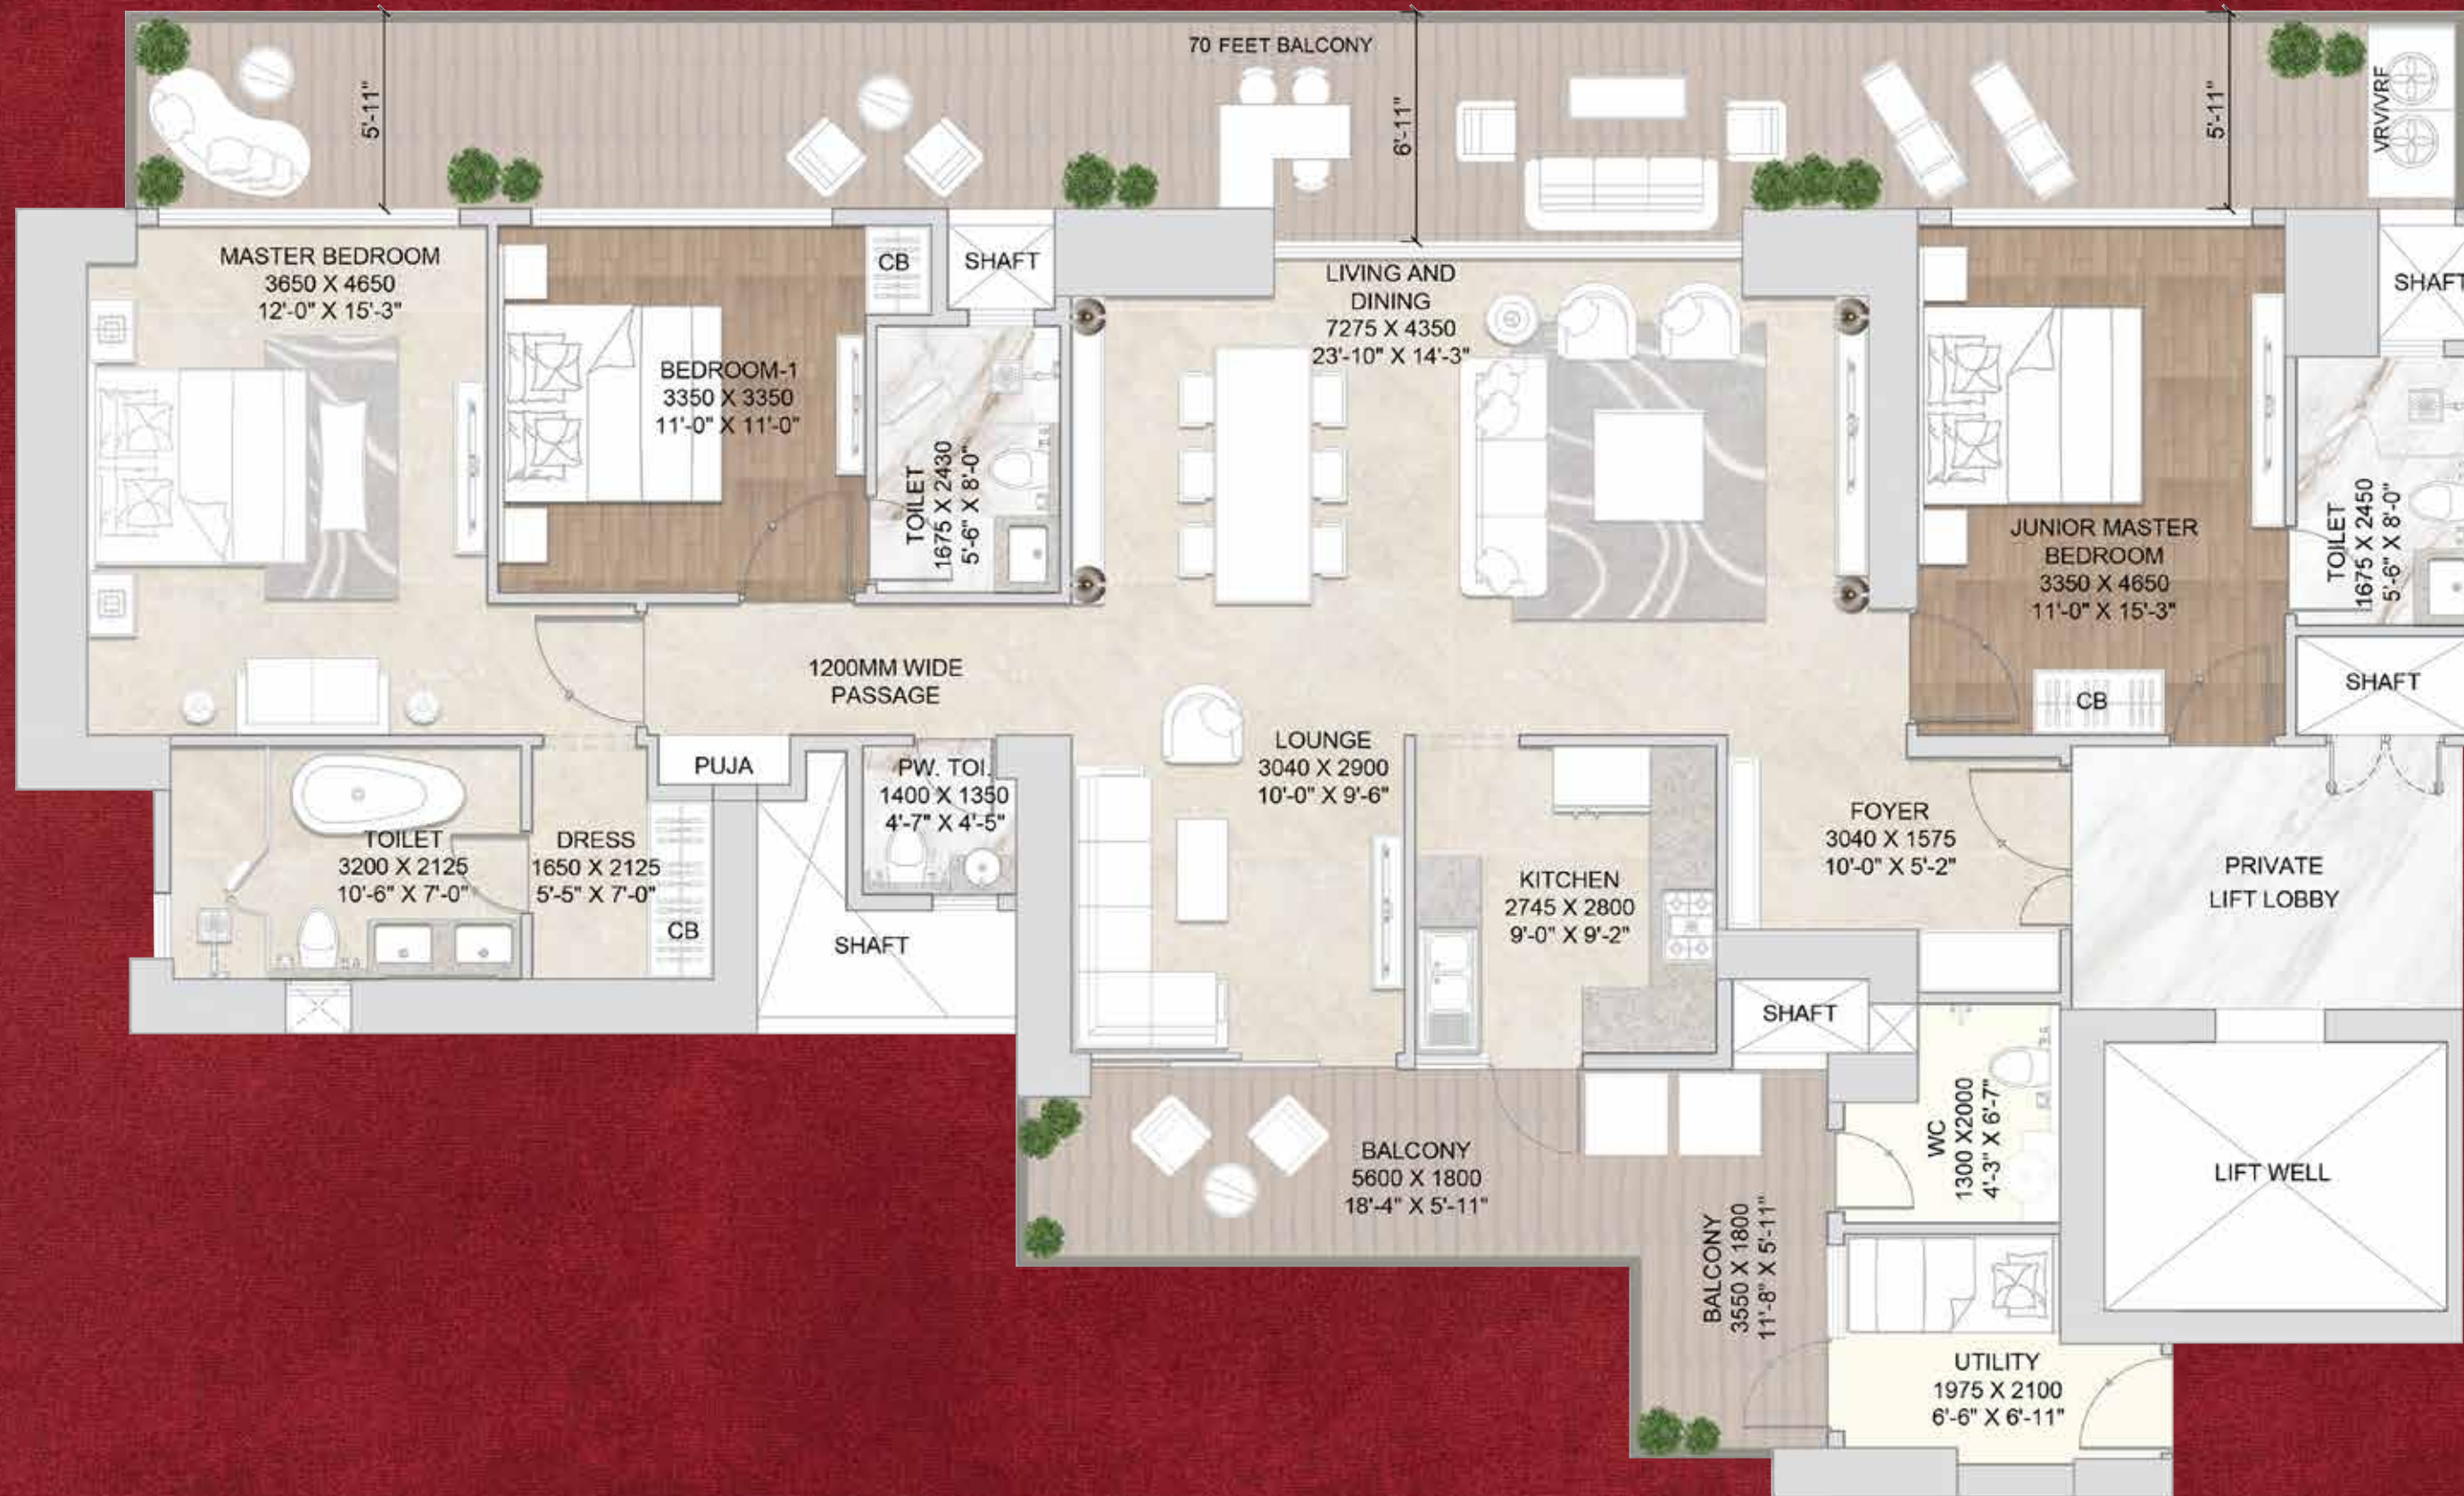 70 FEET BALCONY
5'-11"
6'-11"
5'-11"
VRV/VRF
MASTER BEDROOM
3650 X 4650
12'-0" X 15'-3"
CB
SHAFT
BEDROOM-1
3350 X 3350
11'-0" X 11'-0"
TOILET
1675 X 2430
5'-6" X 8'-0"
LIVING AND
DINING
7275 X 4350
23'-10" X 14'-3"
SHAFT
JUNIOR MASTER
BEDROOM
3350 X 4650
11'-0" X 15'-3"
TOILET
1675 X 2450
5'-6" X 8'-0"
1200MM WIDE
PASSAGE
CB
SHAFT
PUJA
PW. TOI.
1400 X 1350
4'-7" X 4'-5"
LOUNGE
3040 X 2900
10'-0" X 9'-6"
TOILET
3200 X 2125
10'-6" X 7'-0"
DRESS
1650 X 2125
5'-5" X 7'-0"
CB
SHAFT
KITCHEN
2745 X 2800
9'-0" X 9'-2"
FOYER
3040 X 1575
10'-0" X 5'-2"
PRIVATE
LIFT LOBBY
SHAFT
BALCONY
5600 X 1800
18'-4" X 5'-11"
BALCONY
3550 X 1800
11'-8" X 5'-11"
WC
1300 X2000
4'-3" X 6'-7"
LIFT WELL
UTILITY
1975 X 2100
6'-6" X 6'-11"